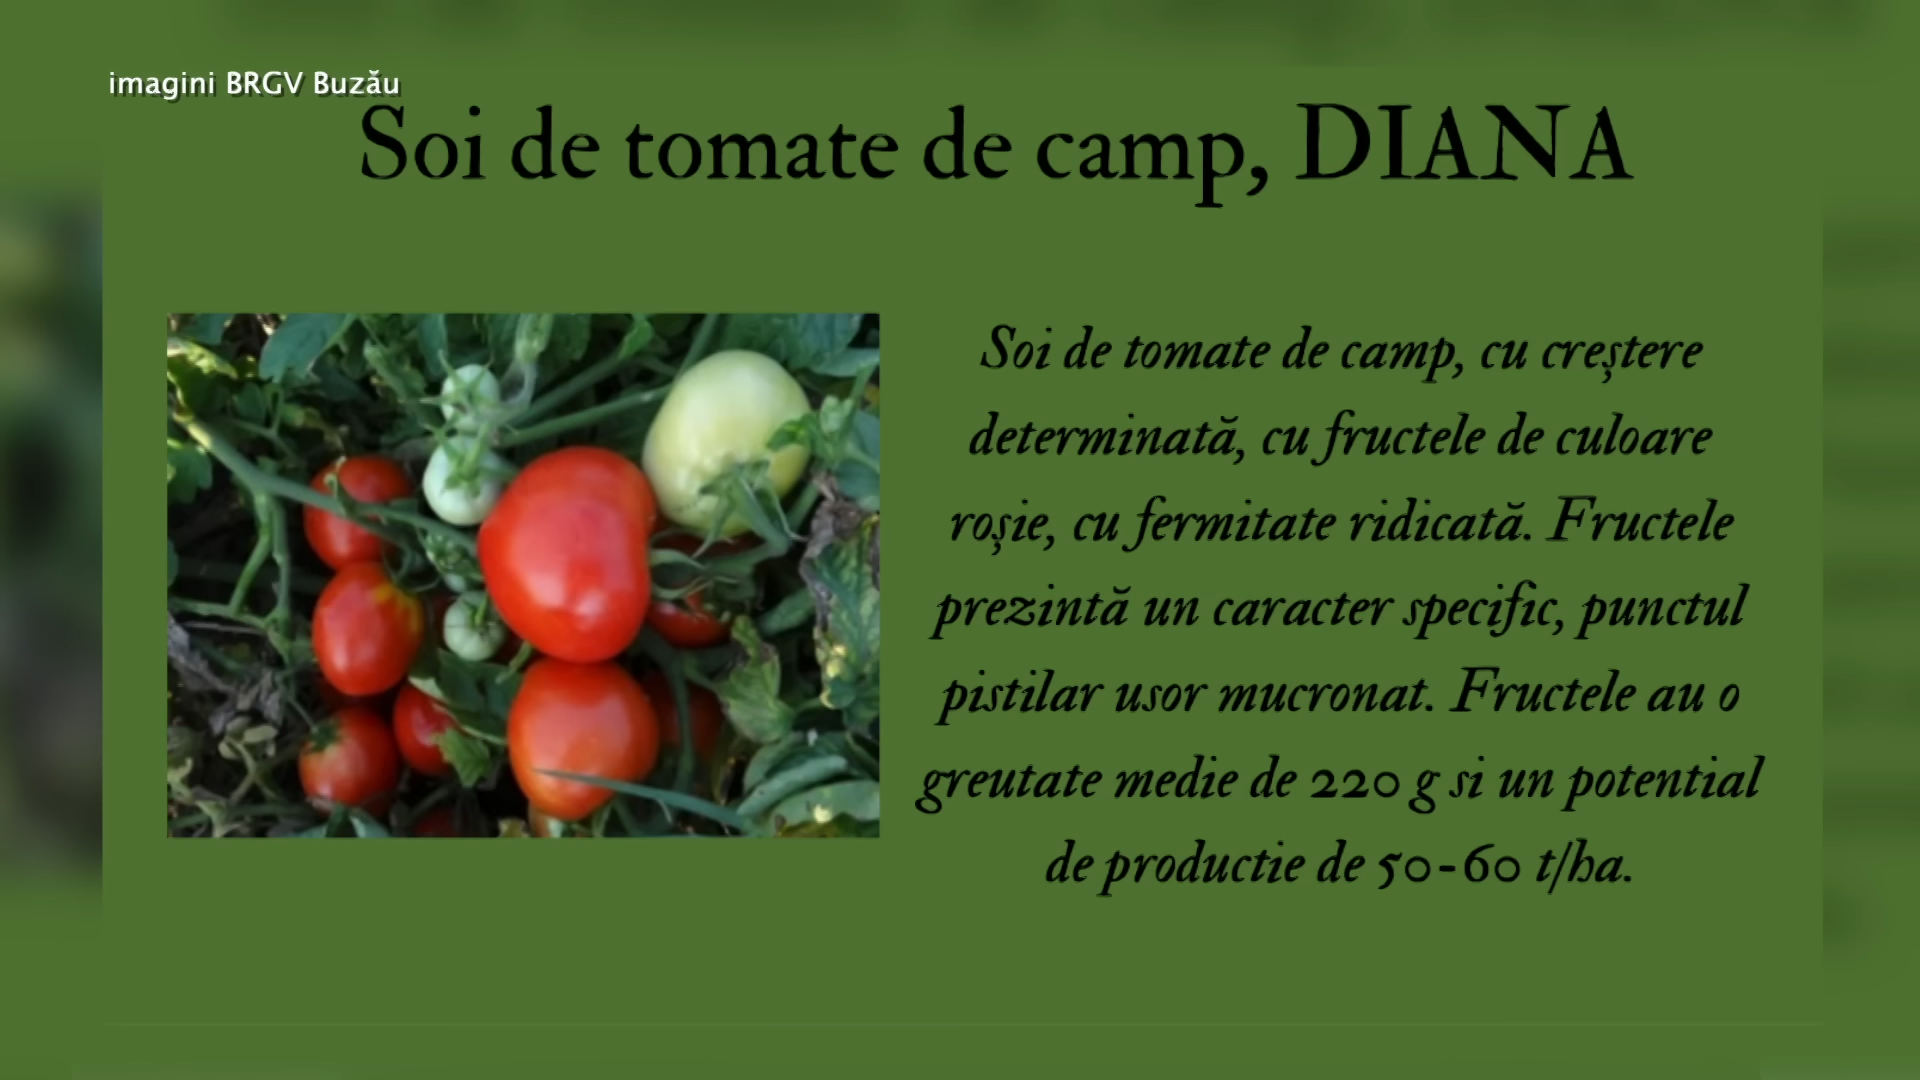 imagini BRGV Buzău
Soi de tomate de camp, DIANA
Soi de tomate de camp, cu creștere
determinată, cu fructele de culoare
roșie, cu fermitate ridicată. Fructele
prezintă un caracter specific, punctul
pistilar usor mucronat. Fructele au o
greutate medie de 220 g si un potential
de productie de 50-60 t/ha.